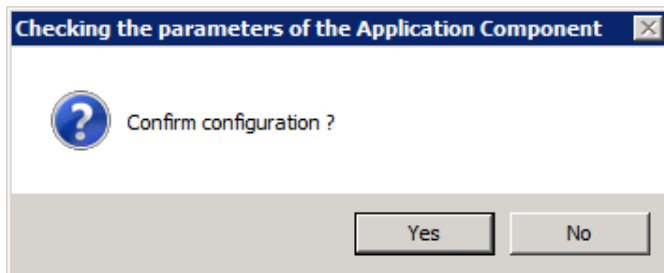 Checking the parameters of the Application Component
Confirm configuration ?
Yes No